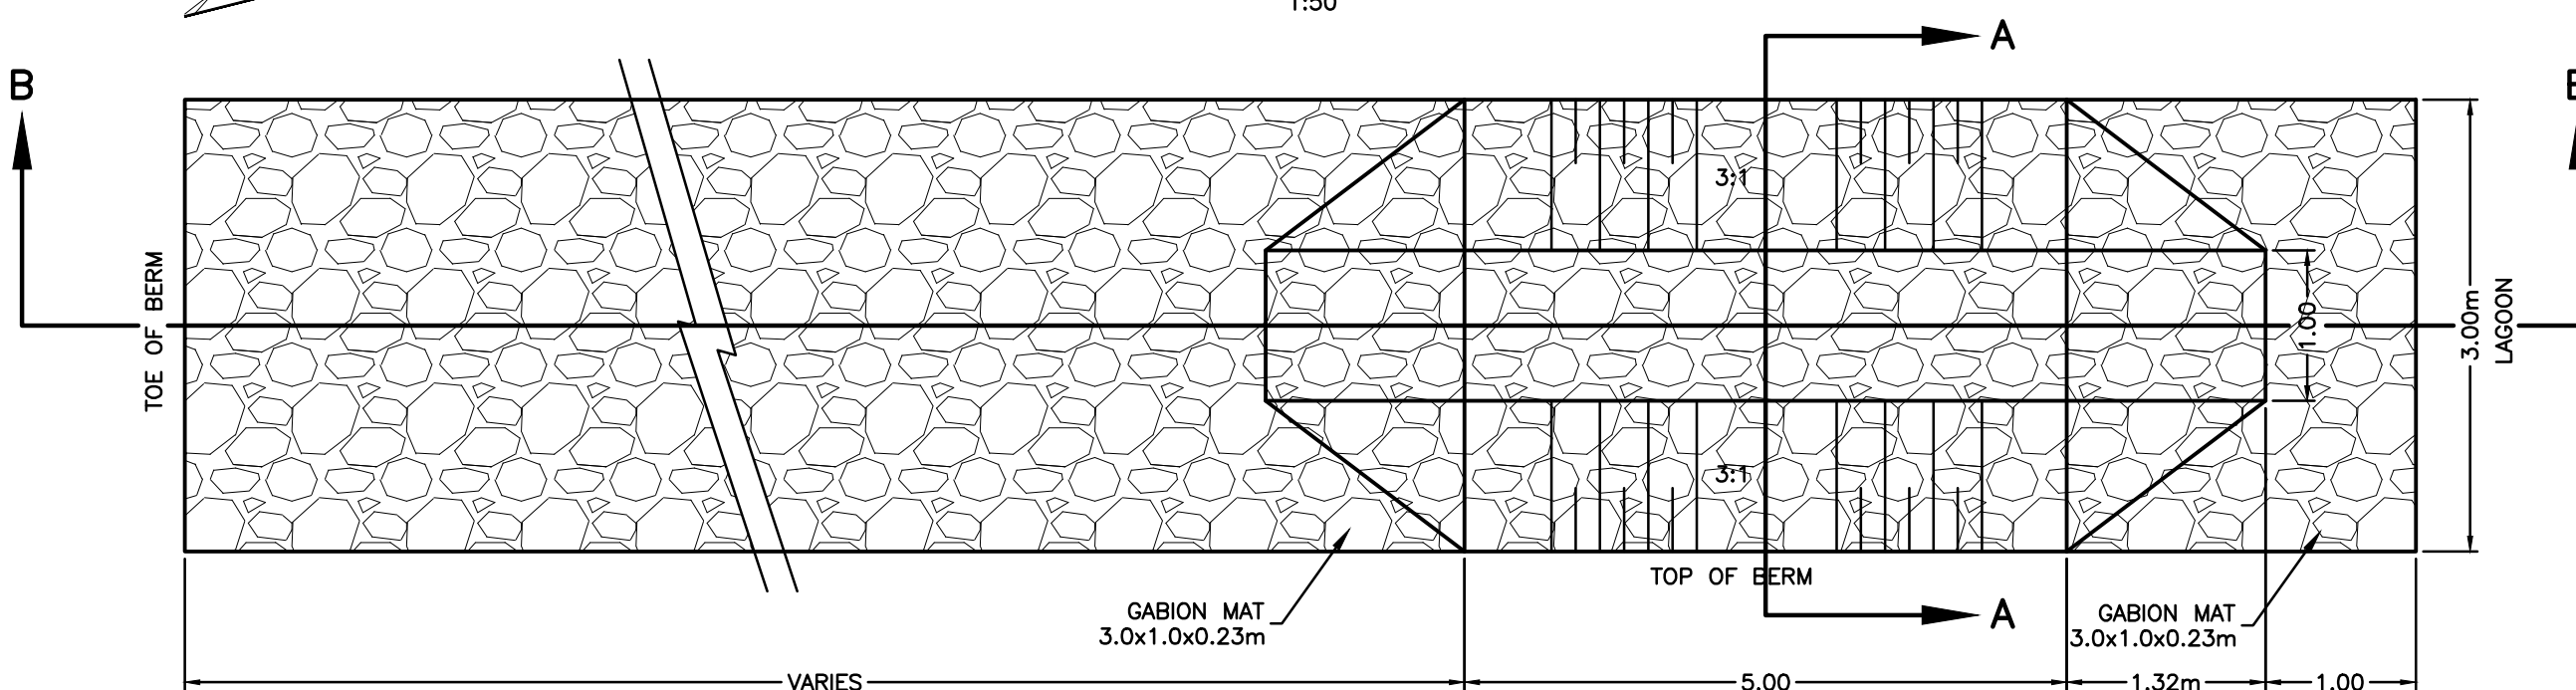 1:50
A
B
3:1
TOE OF BERM
1.00
3.00m
LAGOON
3:1
TOP OF BERM
GABION MAT
3.0x1.0x0.23m
A
GABION MAT
3.0x1.0x0.23m
VARIES
5.00
1.32m
1.00